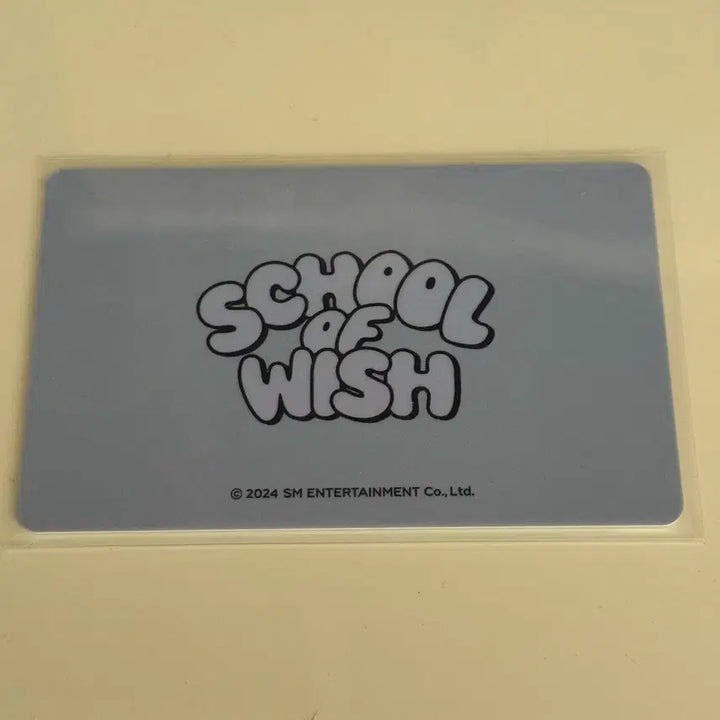 SCHOOL
OF
WISH
© 2024 SM ENTERTAINMENT Co., Ltd.